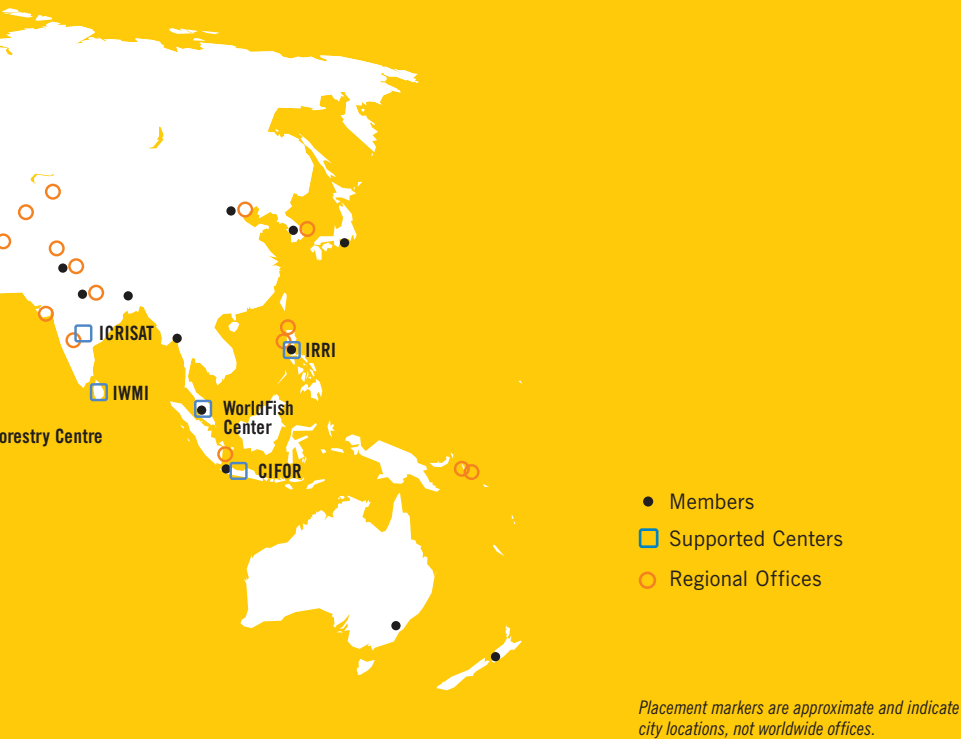 ICRISAT
IRRI
IWMI
WorldFish
Center
orestry Centre
CIFOR
Members
Supported Centers
Regional Offices
Placement markers are approximate and indicate
city locations, not worldwide offices.